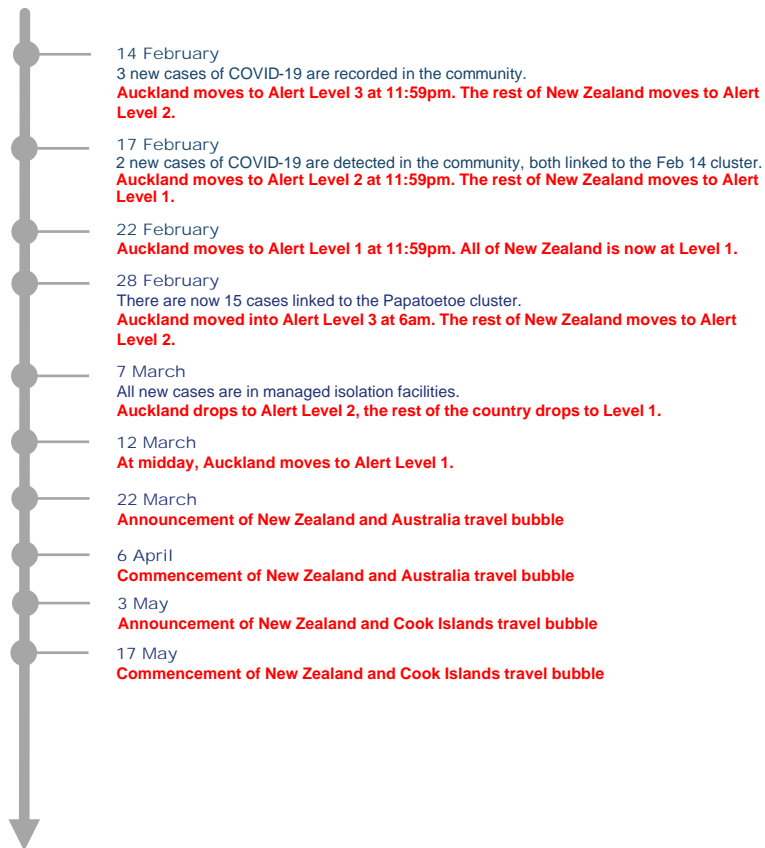 14 February
3 new cases of COVID-19 are recorded in the community.
Auckland moves to Alert Level 3 at 11:59pm. The rest of New Zealand moves to Alert
Level 2.
17 February
2 new cases of COVID-19 are detected in the community, both linked to the Feb 14 cluster.
Auckland moves to Alert Level 2 at 11:59pm. The rest of New Zealand moves to Alert
Level 1.
22 February
Auckland moves to Alert Level 1 at 11:59pm. All of New Zealand is now at Level 1.
28 February
There are now 15 cases linked to the Papatoetoe cluster.
Auckland moved into Alert Level 3 at 6am. The rest of New Zealand moves to Alert
Level 2.
7 March
All new cases are in managed isolation facilities.
Auckland drops to Alert Level 2, the rest of the country drops to Level 1.
12 March
At midday, Auckland moves to Alert Level 1.
22 March
Announcement of New Zealand and Australia travel bubble
6 April
Commencement of New Zealand and Australia travel bubble
3 May
Announcement of New Zealand and Cook Islands travel bubble
17 May
Commencement of New Zealand and Cook Islands travel bubble